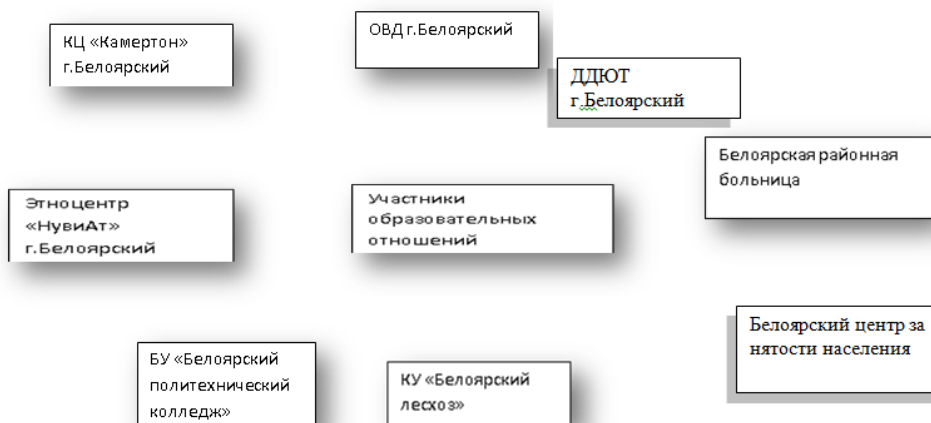 КЦ «Камертон»
г.Белоярский
ОВД г.Белоярский
ДДЮТ
г.Белоярский
Белоярская районная
больница
Этноцентр
«НувиАт»
г.Белоярский
Участники
образовательных
отношений
Белоярский центр за
нятости населения
БУ «Белоярский
политехнический
колледж»
КУ «Белоярский
лесхоз»